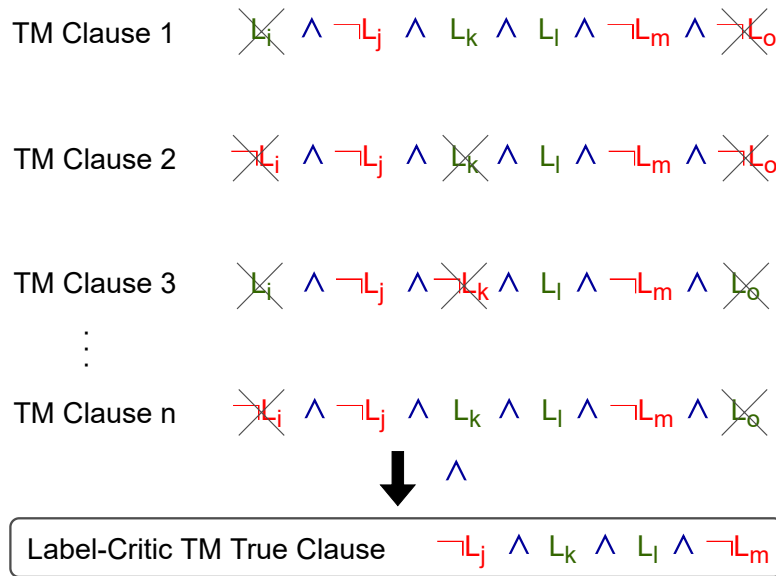 TM Clause 1 L_i ∧ ¬L_j ∧ L_k ∧ L_l ∧ ¬L_m ∧ ¬L_o
TM Clause 2 ¬L_i ∧ ¬L_j ∧ L_k ∧ L_l ∧ ¬L_m ∧ ¬L_o
TM Clause 3 L_i ∧ ¬L_j ∧ ¬L_k ∧ L_l ∧ ¬L_m ∧ L_o
⋮
TM Clause n ¬L_i ∧ ¬L_j ∧ L_k ∧ L_l ∧ ¬L_m ∧ L_o
∧
Label-Critic TM True Clause ¬L_j ∧ L_k ∧ L_l ∧ ¬L_m